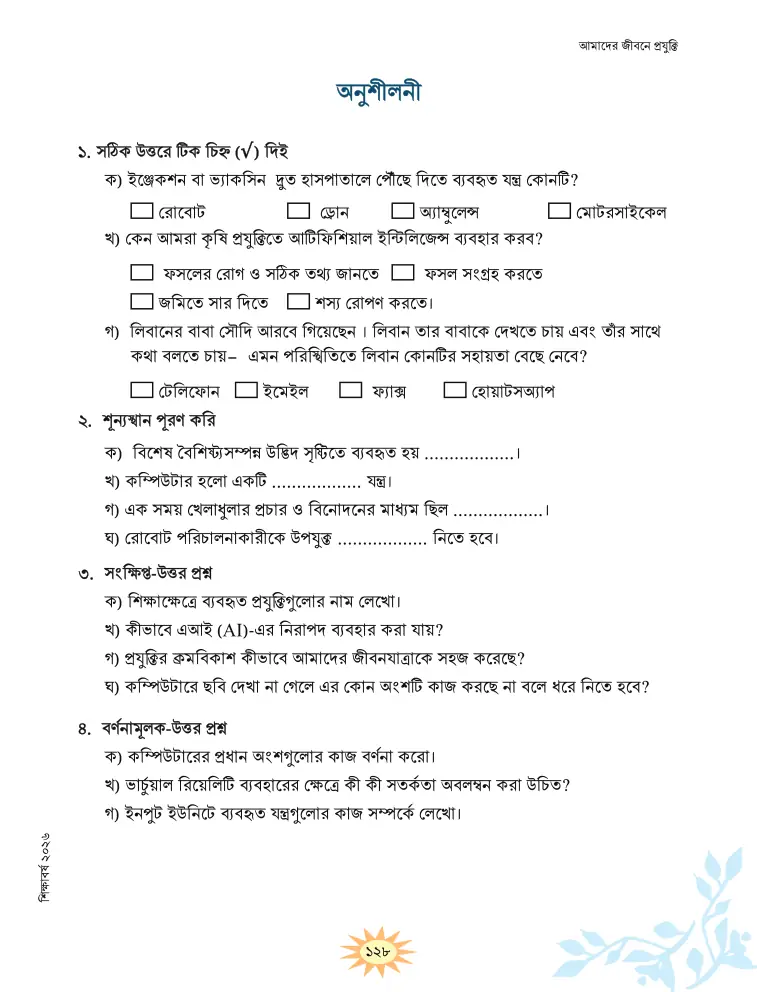 আমাদের জীবনে প্রযুক্তি
অনুশীলনী
১. সঠিক উত্তরে টিক চিহ্ন (√) দিই
ক) ইঞ্জেকশন বা ভ্যাকসিন দ্রুত হাসপাতালে পৌঁছে দিতে ব্যবহৃত যন্ত্র কোনটি?
রোবোট ড্রোন অ্যাম্বুলেন্স মোটরসাইকেল
খ) কেন আমরা কৃষি প্রযুক্তিতে আর্টিফিশিয়াল ইন্টিলিজেন্স ব্যবহার করব?
ফসলের রোগ ও সঠিক তথ্য জানতে ফসল সংগ্রহ করতে
জমিতে সার দিতে শস্য রোপণ করতে।
গ) লিবানের বাবা সৌদি আরবে গিয়েছেন । লিবান তার বাবাকে দেখতে চায় এবং তাঁর সাথে
কথা বলতে চায়– এমন পরিস্থিতিতে লিবান কোনটির সহায়তা বেছে নেবে?
টেলিফোন ইমেইল ফ্যাক্স হোয়াটসঅ্যাপ
২. শূন্যস্থান পূরণ করি
ক) বিশেষ বৈশিষ্ট্যসম্পন্ন উদ্ভিদ সৃষ্টিতে ব্যবহৃত হয় ..................।
খ) কম্পিউটার হলো একটি .................. যন্ত্র।
গ) এক সময় খেলাধুলার প্রচার ও বিনোদনের মাধ্যম ছিল ..................।
ঘ) রোবোট পরিচালনাকারীকে উপযুক্ত .................. নিতে হবে।
৩. সংক্ষিপ্ত-উত্তর প্রশ্ন
ক) শিক্ষাক্ষেত্রে ব্যবহৃত প্রযুক্তিগুলোর নাম লেখো।
খ) কীভাবে এআই (AI)-এর নিরাপদ ব্যবহার করা যায়?
গ) প্রযুক্তির ক্রমবিকাশ কীভাবে আমাদের জীবনযাত্রাকে সহজ করেছে?
ঘ) কম্পিউটারে ছবি দেখা না গেলে এর কোন অংশটি কাজ করছে না বলে ধরে নিতে হবে?
৪. বর্ণনামূলক-উত্তর প্রশ্ন
ক) কম্পিউটারের প্রধান অংশগুলোর কাজ বর্ণনা করো।
খ) ভার্চুয়াল রিয়েলিটি ব্যবহারের ক্ষেত্রে কী কী সতর্কতা অবলম্বন করা উচিত?
গ) ইনপুট ইউনিটে ব্যবহৃত যন্ত্রগুলোর কাজ সম্পর্কে লেখো।
শিক্ষাবর্ষ ২০২৬
১২৮